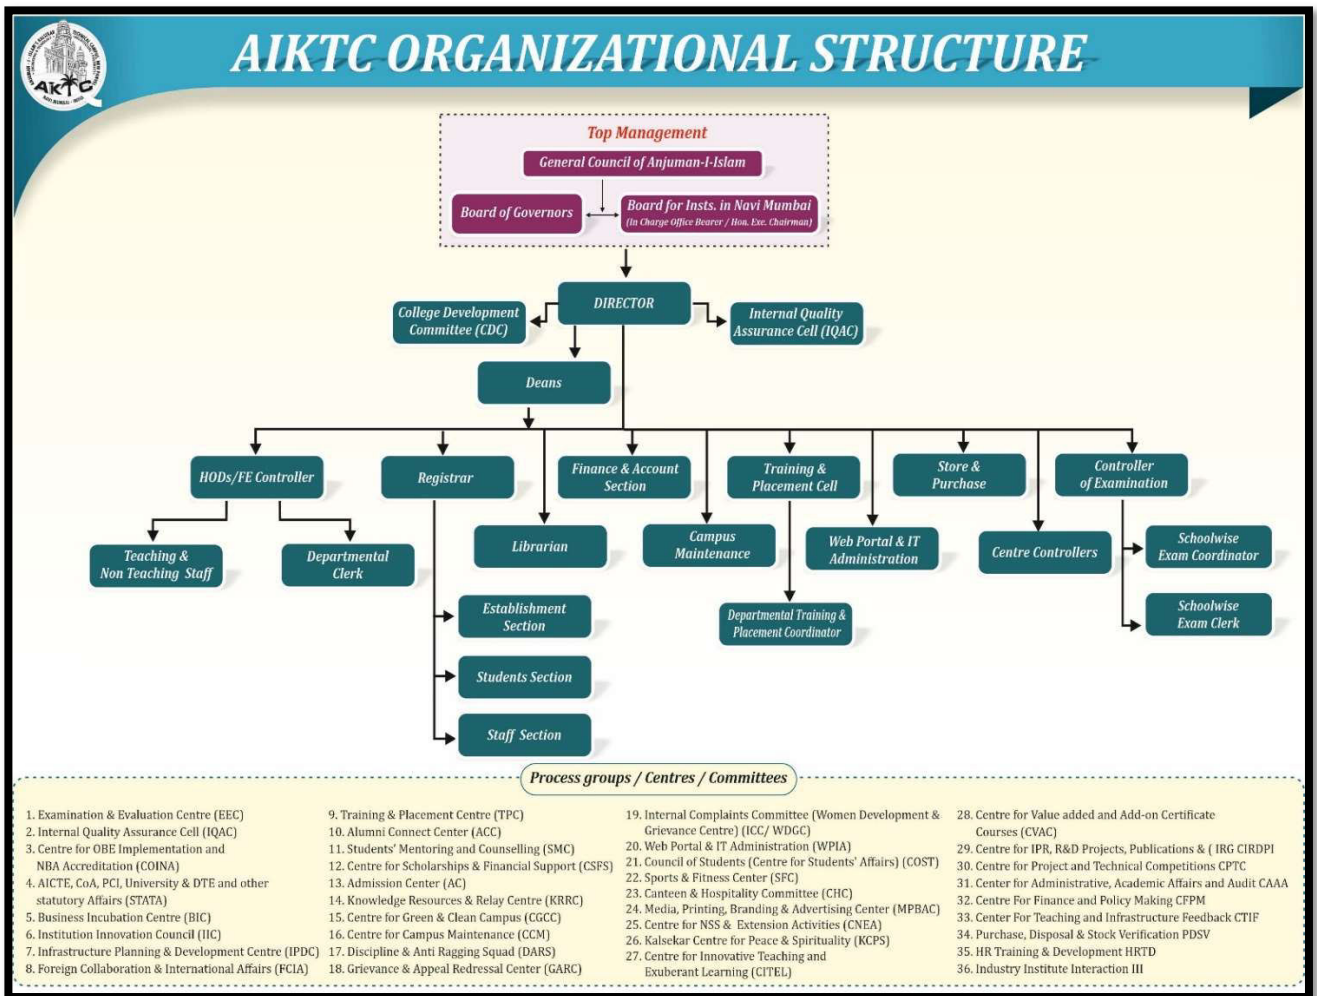 AIKTC ORGANIZATIONAL STRUCTURE
AKTC
NAVI MUMBAI - INDIA
Top Management
General Council of Anjuman-I-Islam
Board of Governors
Board for Insts. in Navi Mumbai
(In Charge Office Bearer / Hon. Exe. Chairman)
DIRECTOR
College Development
Committee (CDC)
Internal Quality
Assurance Cell (IQAC)
Deans
HODs/FE Controller
Registrar
Finance & Account
Section
Training &
Placement Cell
Store &
Purchase
Controller
of Examination
Teaching &
Non Teaching Staff
Departmental
Clerk
Librarian
Campus
Maintenance
Web Portal & IT
Administration
Centre Controllers
Schoolwise
Exam Coordinator
Establishment
Section
Departmental Training &
Placement Coordinator
Schoolwise
Exam Clerk
Students Section
Staff Section
Process groups / Centres / Committees
1. Examination & Evaluation Centre (EEC)
2. Internal Quality Assurance Cell (IQAC)
3. Centre for OBE Implementation and
NBA Accreditation (COINA)
4. AICTE, CoA, PCI, University & DTE and other
statutory Affairs (STATA)
5. Business Incubation Centre (BIC)
6. Institution Innovation Council (IIC)
7. Infrastructure Planning & Development Centre (IPDC)
8. Foreign Collaboration & International Affairs (FCIA)
9. Training & Placement Centre (TPC)
10. Alumni Connect Center (ACC)
11. Students' Mentoring and Counselling (SMC)
12. Centre for Scholarships & Financial Support (CSFS)
13. Admission Center (AC)
14. Knowledge Resources & Relay Centre (KRRC)
15. Centre for Green & Clean Campus (CGCC)
16. Centre for Campus Maintenance (CCM)
17. Discipline & Anti Ragging Squad (DARS)
18. Grievance & Appeal Redressal Center (GARC)
19. Internal Complaints Committee (Women Development &
Grievance Centre) (ICC/ WDGC)
20. Web Portal & IT Administration (WPIA)
21. Council of Students (Centre for Students' Affairs) (COST)
22. Sports & Fitness Center (SFC)
23. Canteen & Hospitality Committee (CHC)
24. Media, Printing, Branding & Advertising Center (MPBAC)
25. Centre for NSS & Extension Activities (CNEA)
26. Kalsekar Centre for Peace & Spirituality (KCPS)
27. Centre for Innovative Teaching and
Exuberant Learning (CITEL)
28. Centre for Value added and Add-on Certificate
Courses (CVAC)
29. Centre for IPR, R&D Projects, Publications & ( IRG CIRDPI
30. Centre for Project and Technical Competitions CPTC
31. Center for Administrative, Academic Affairs and Audit CAAA
32. Centre For Finance and Policy Making CFPM
33. Center For Teaching and Infrastructure Feedback CTIF
34. Purchase, Disposal & Stock Verification PDSV
35. HR Training & Development HRTD
36. Industry Institute Interaction III